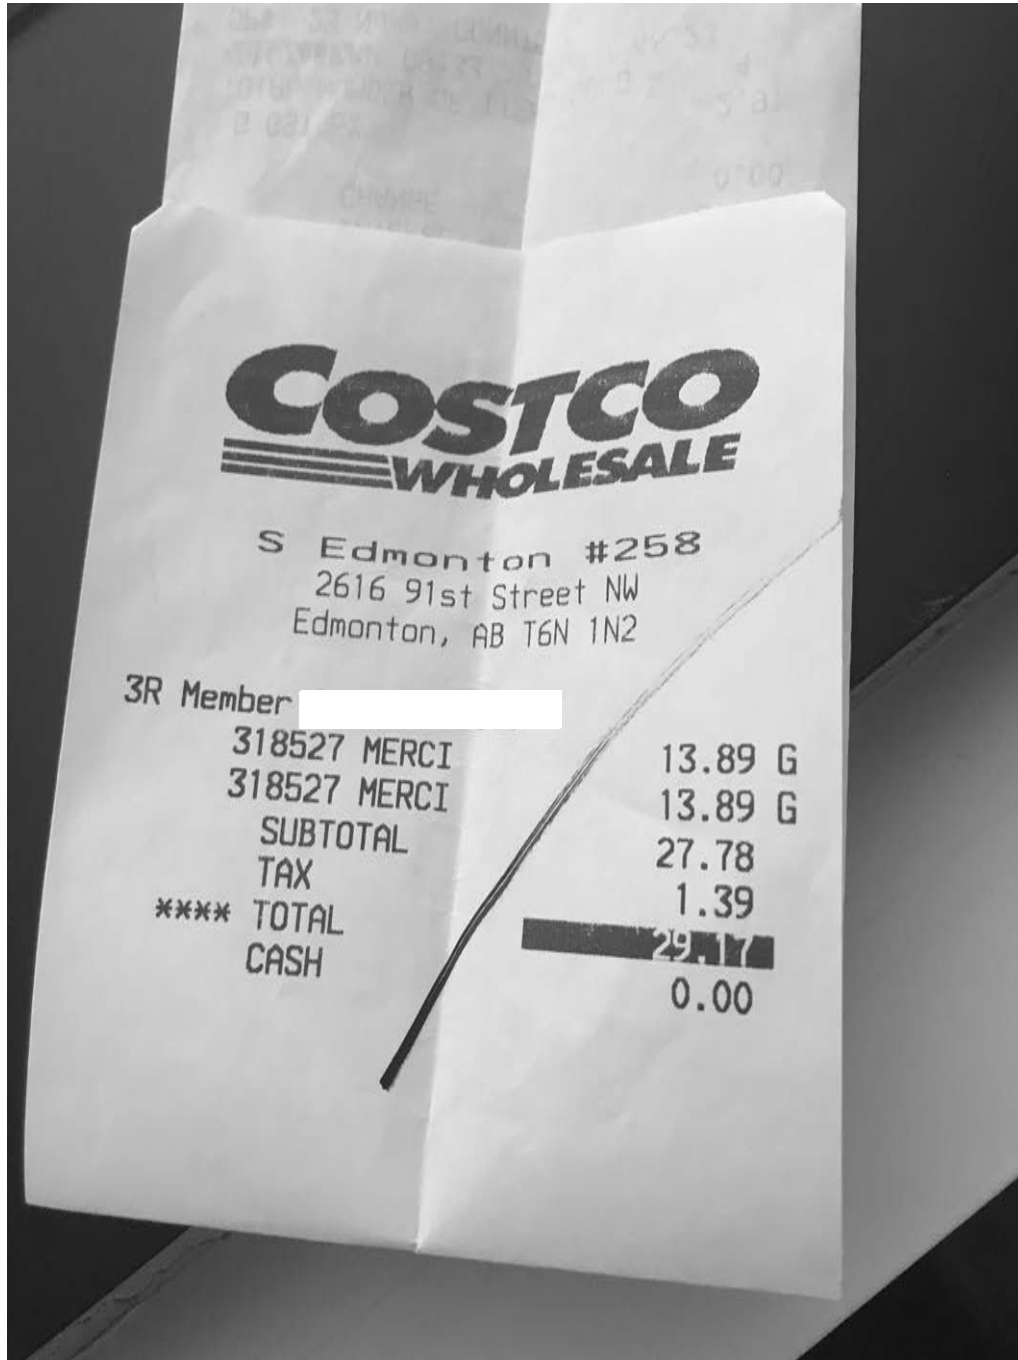 COSTCO
WHOLESALE
S Edmonton #258
2616 91st Street NW
Edmonton, AB T6N 1N2
3R Member
318527 MERCI 13.89 G
318527 MERCI 13.89 G
SUBTOTAL 27.78
TAX 1.39
**** TOTAL 29.17
CASH 0.00